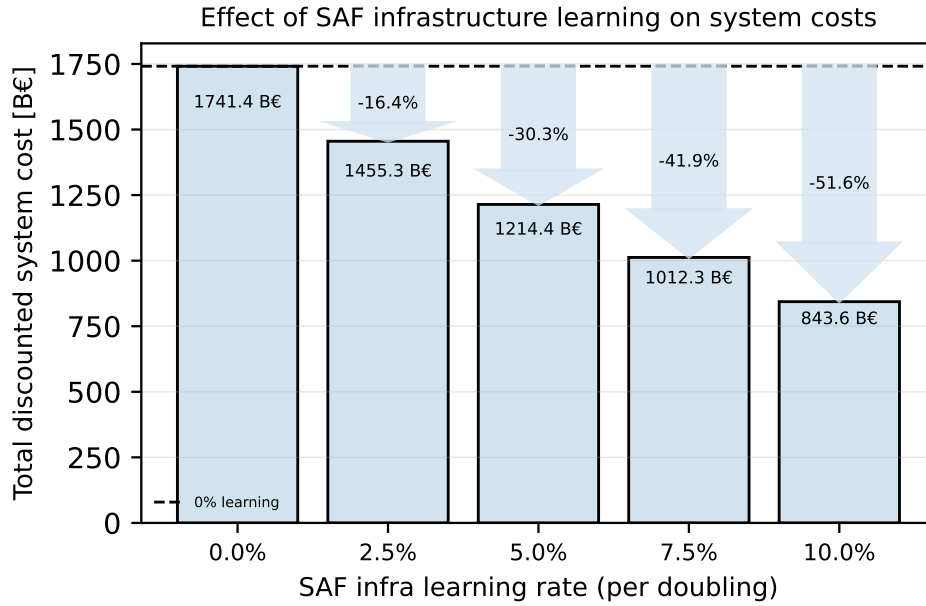 Effect of SAF infrastructure learning on system costs
Total discounted system cost [B€]
1750
1500
1250
1000
750
500
250
0
1741.4 B€
-16.4%
1455.3 B€
-30.3%
1214.4 B€
-41.9%
1012.3 B€
-51.6%
843.6 B€
0% learning
0.0%
2.5%
5.0%
7.5%
10.0%
SAF infra learning rate (per doubling)